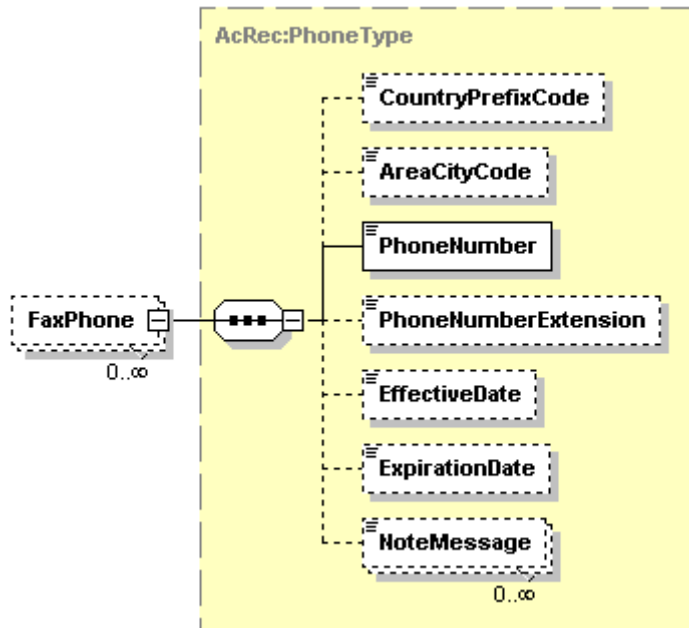 AcRec:PhoneType
CountryPrefixCode
AreaCityCode
PhoneNumber
FaxPhone
0..∞
PhoneNumberExtension
EffectiveDate
ExpirationDate
NoteMessage
0..∞